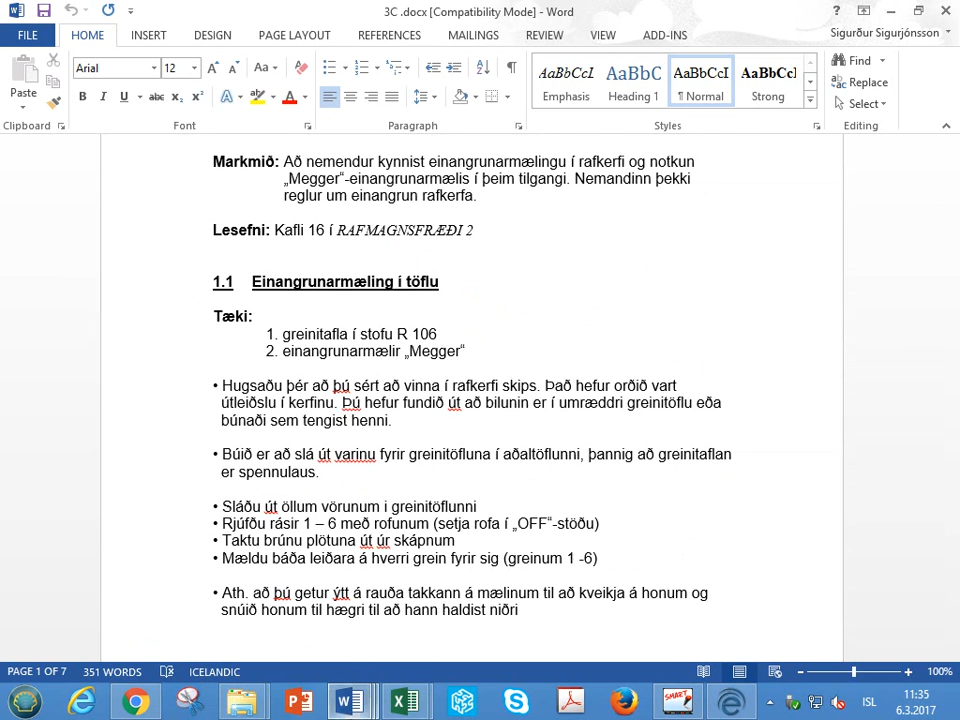 3C .docx [Compatibility Mode] - Word
FILE HOME INSERT DESIGN PAGE LAYOUT REFERENCES MAILINGS REVIEW VIEW ADD-INS Sigurður Sigurjónsson
Paste
Arial 12
Aa
B I U abc x₂ x² A ab A
AaBbCcI AaBbC AaBbCcI AaBbCcI
Emphasis Heading 1 ¶ Normal Strong
Find
Replace
Select
Clipboard Font Paragraph Styles Editing
Markmið: Að nemendur kynnist einangrunarmælingu í rafkerfi og notkun
„Megger“-einangrunarmælis í þeim tilgangi. Nemandinn þekki
reglur um einangrun rafkerfa.
Lesefni: Kafli 16 í RAFMAGNSFRÆÐI 2
1.1 Einangrunarmæling í töflu
Tæki:
1. greinitafla í stofu R 106
2. einangrunarmælir „Megger“
• Hugsaðu þér að þú sért að vinna í rafkerfi skips. Það hefur orðið vart
útleiðslu í kerfinu. Þú hefur fundið út að bilunin er í umræddri greinitöflu eða
búnaði sem tengist henni.
• Búið er að slá út varinu fyrir greinitöfluna í aðaltöflunni, þannig að greinitaflan
er spennulaus.
• Sláðu út öllum vörunum i greinitöflunni
• Rjúfðu rásir 1 – 6 með rofunum (setja rofa í „OFF“-stöðu)
• Taktu brúnu plötuna út úr skápnum
• Mældu báða leiðara á hverri grein fyrir sig (greinum 1 -6)
• Ath. að þú getur ýtt á rauða takkann á mælinum til að kveikja á honum og
snúið honum til hægri til að hann haldist niðri
PAGE 1 OF 7 351 WORDS ICELANDIC 100%
ISL
11:35
6.3.2017